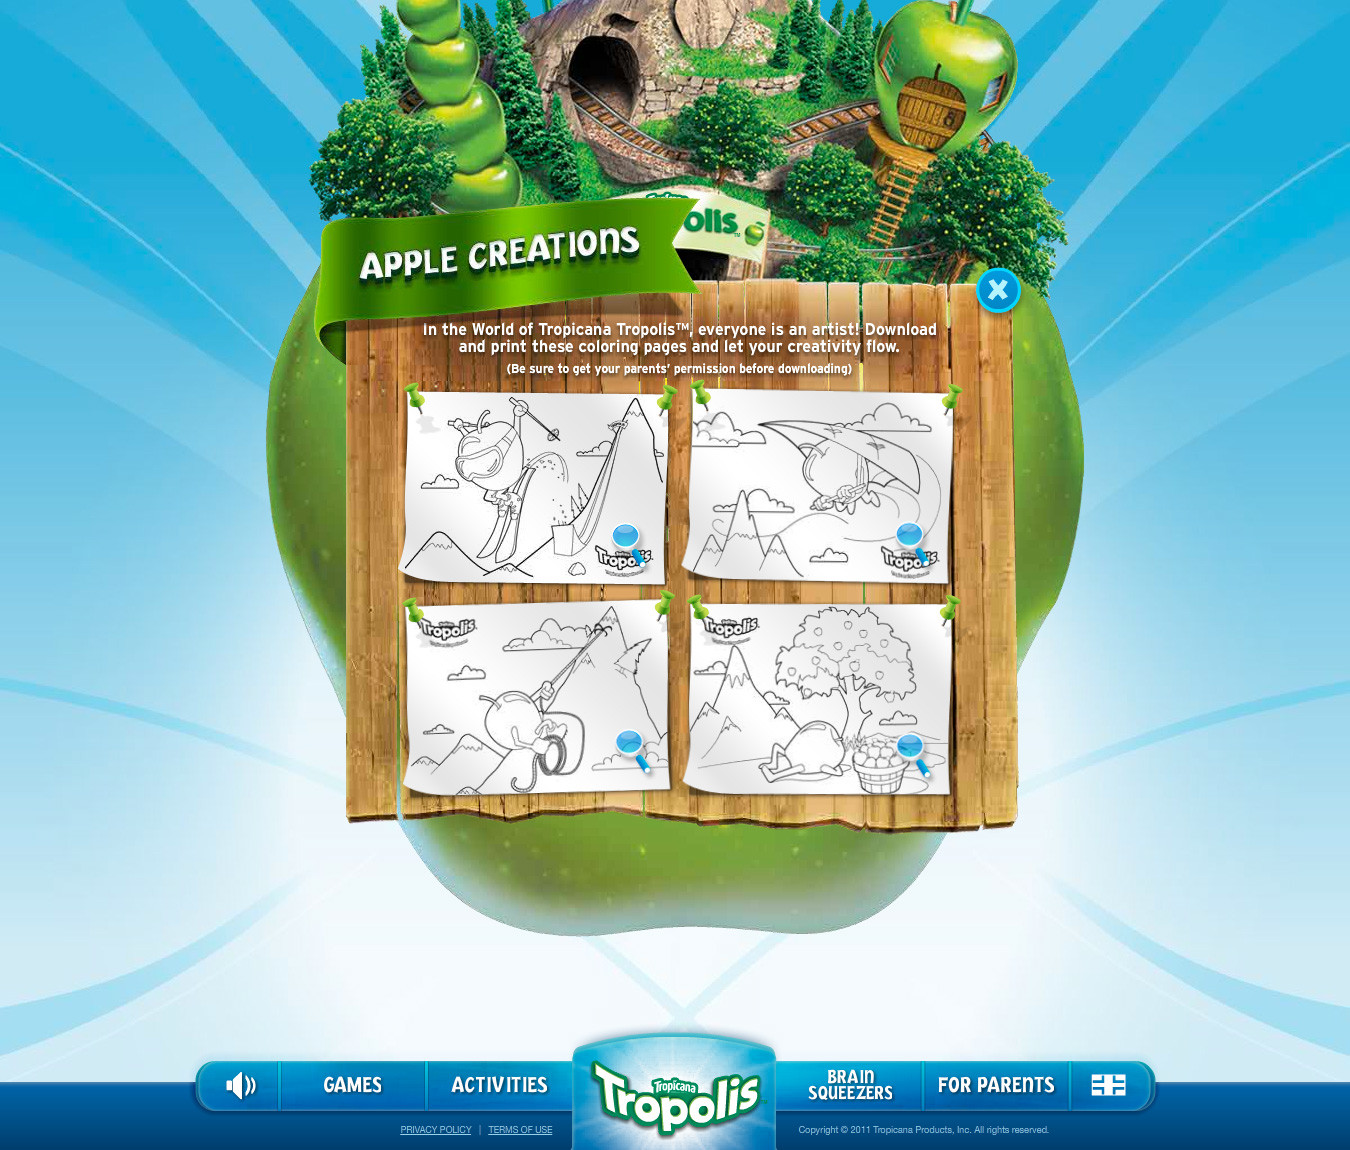 olis
APPLE CREATIONS
In the World of Tropicana Tropolis™, everyone is an artist! Download
and print these coloring pages and let your creativity flow.
(Be sure to get your parents' permission before downloading)
Tropolis
Tropolis
Tropolis
Tropolis
GAMES
ACTIVITIES
Tropicana
Tropolis
BRAIN
SQUEEZERS
FOR PARENTS
PRIVACY POLICY | TERMS OF USE
Copyright © 2011 Tropicana Products, Inc. All rights reserved.